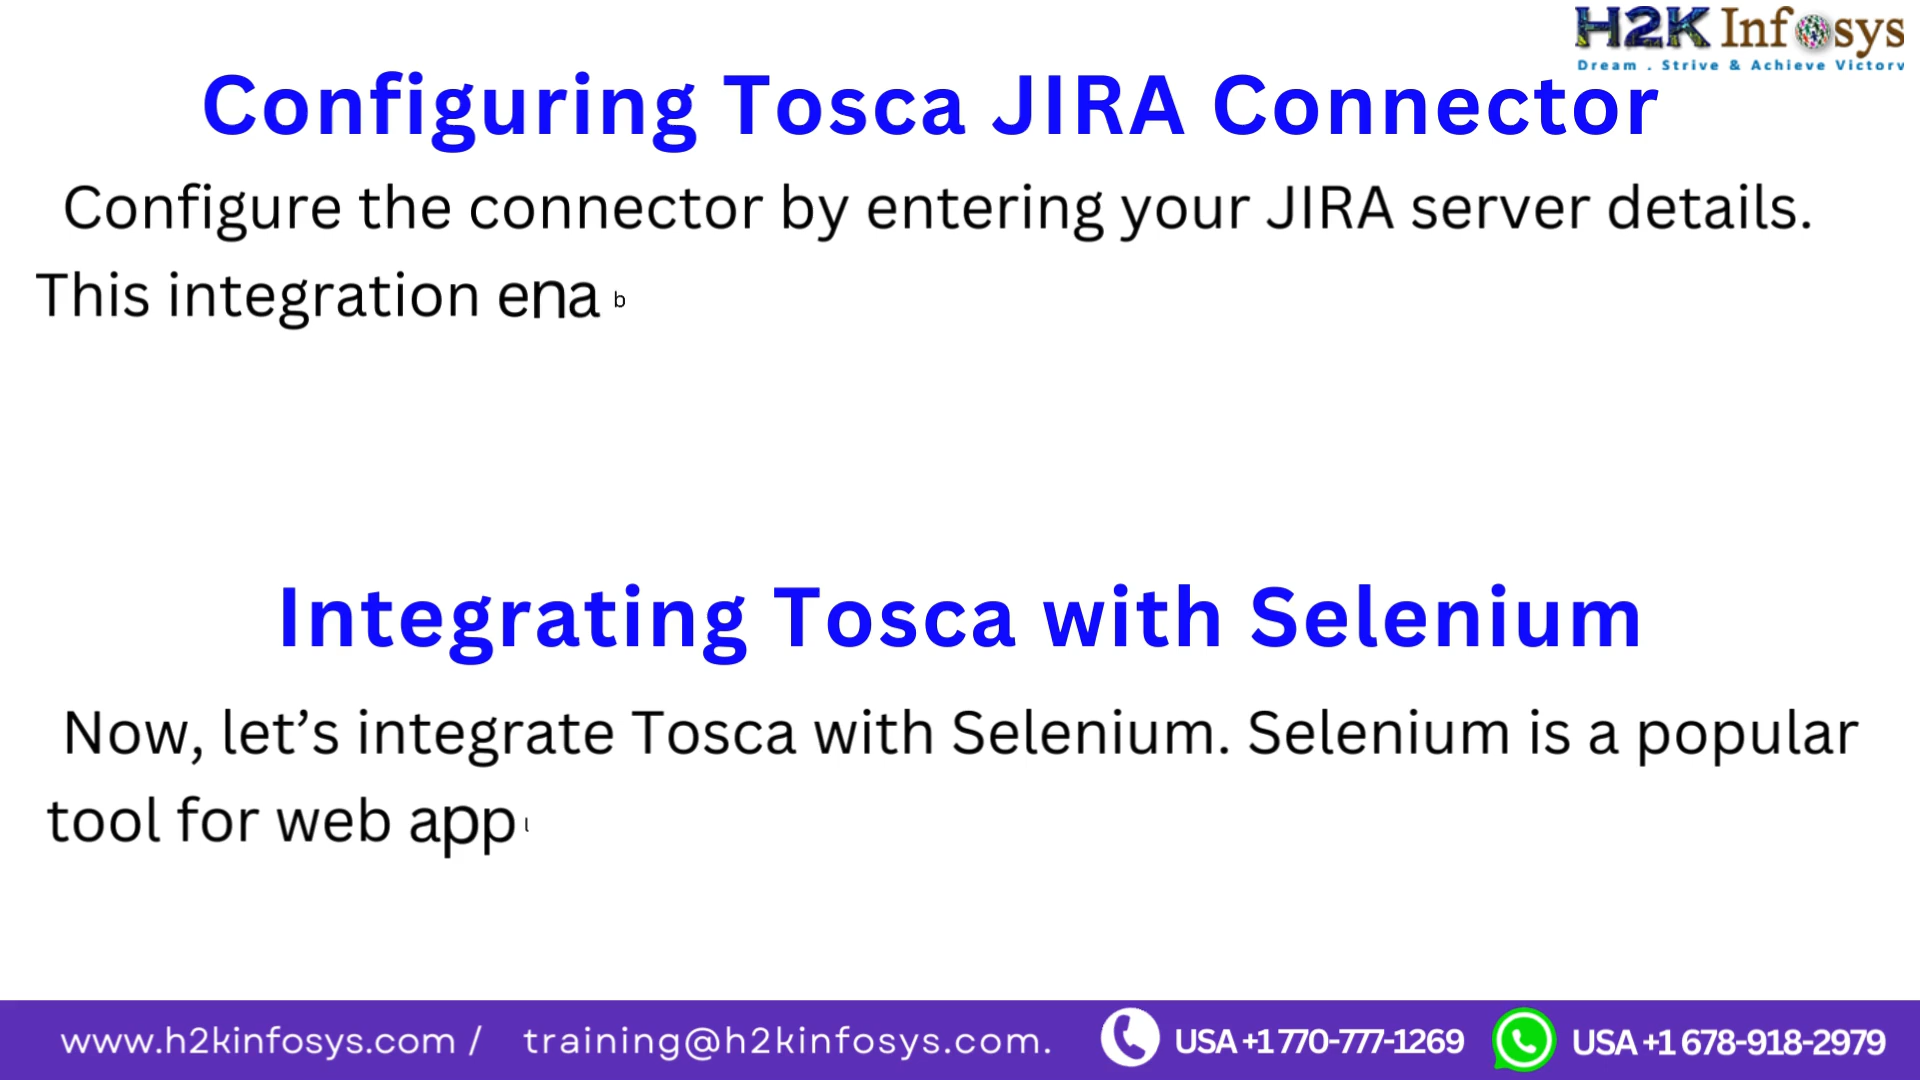 H2K Infosys
Dream . Strive & Achieve Victory
Configuring Tosca JIRA Connector
Configure the connector by entering your JIRA server details.
This integration enab
Integrating Tosca with Selenium
Now, let’s integrate Tosca with Selenium. Selenium is a popular
tool for web appl
www.h2kinfosys.com / training@h2kinfosys.com. USA +1 770-777-1269 USA +1 678-918-2979